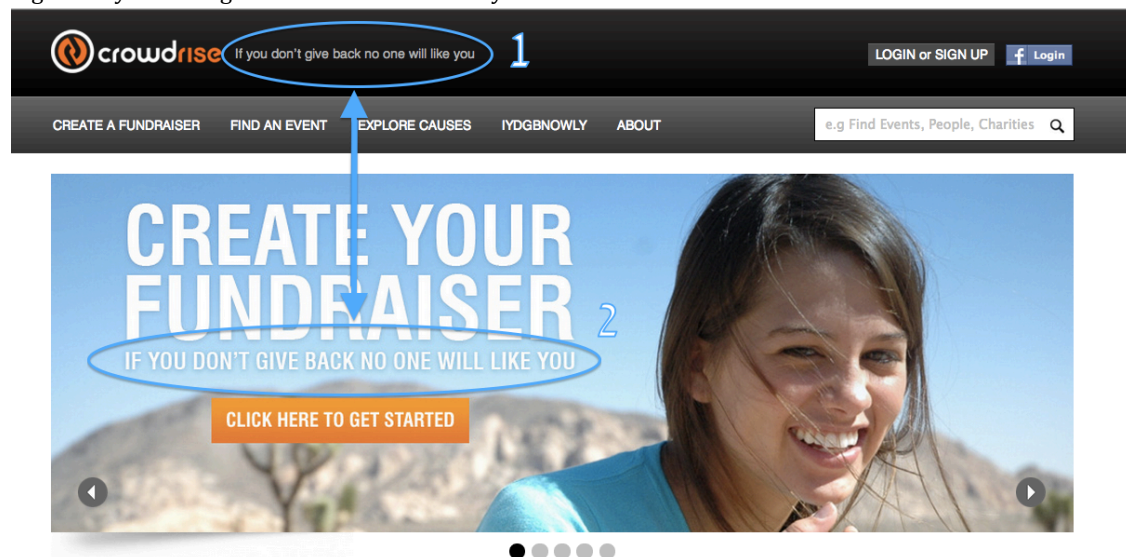 crowdrise If you don't give back no one will like you 1 LOGIN or SIGN UP f Login
CREATE A FUNDRAISER FIND AN EVENT EXPLORE CAUSES IYDGBNOWLY ABOUT e.g Find Events, People, Charities
CREATE YOUR
FUNDRAISER 2
IF YOU DON'T GIVE BACK NO ONE WILL LIKE YOU
CLICK HERE TO GET STARTED